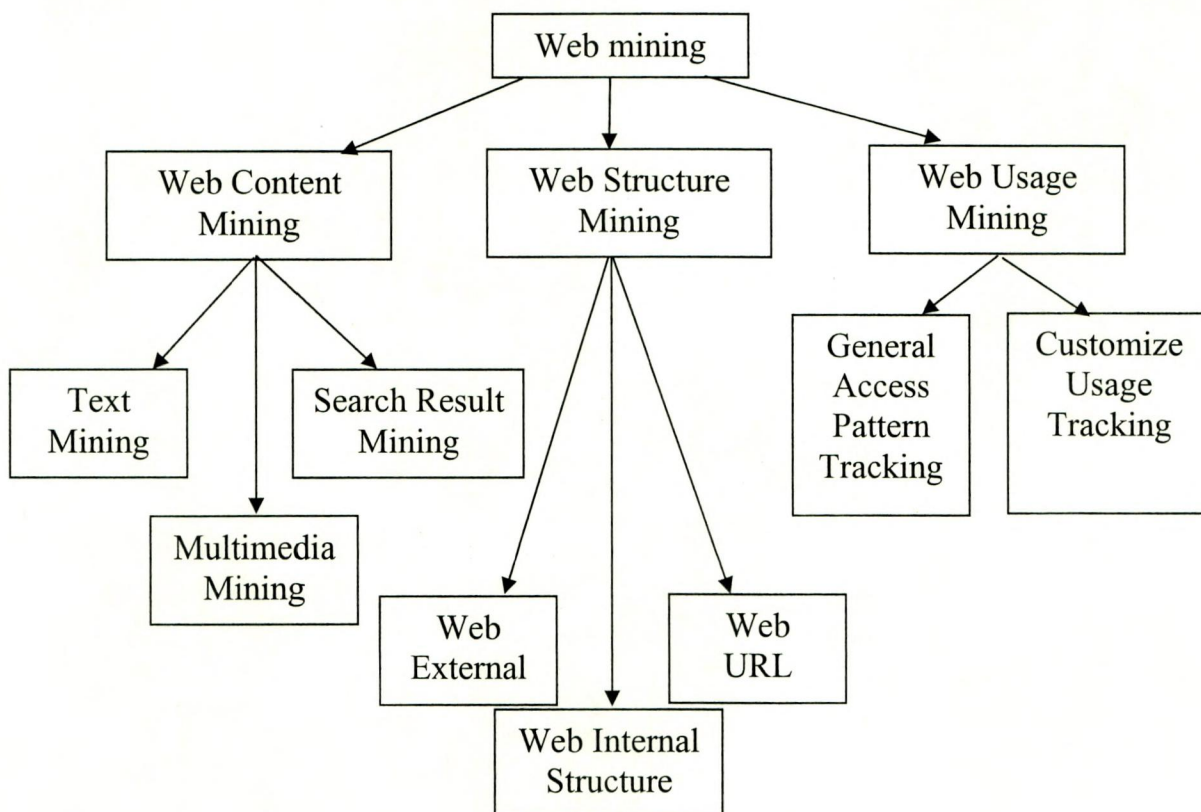 Web mining
Web Content
Mining
Web Structure
Mining
Web Usage
Mining
Text
Mining
Search Result
Mining
Multimedia
Mining
Web
External
Web Internal
Structure
Web
URL
General
Access
Pattern
Tracking
Customize
Usage
Tracking